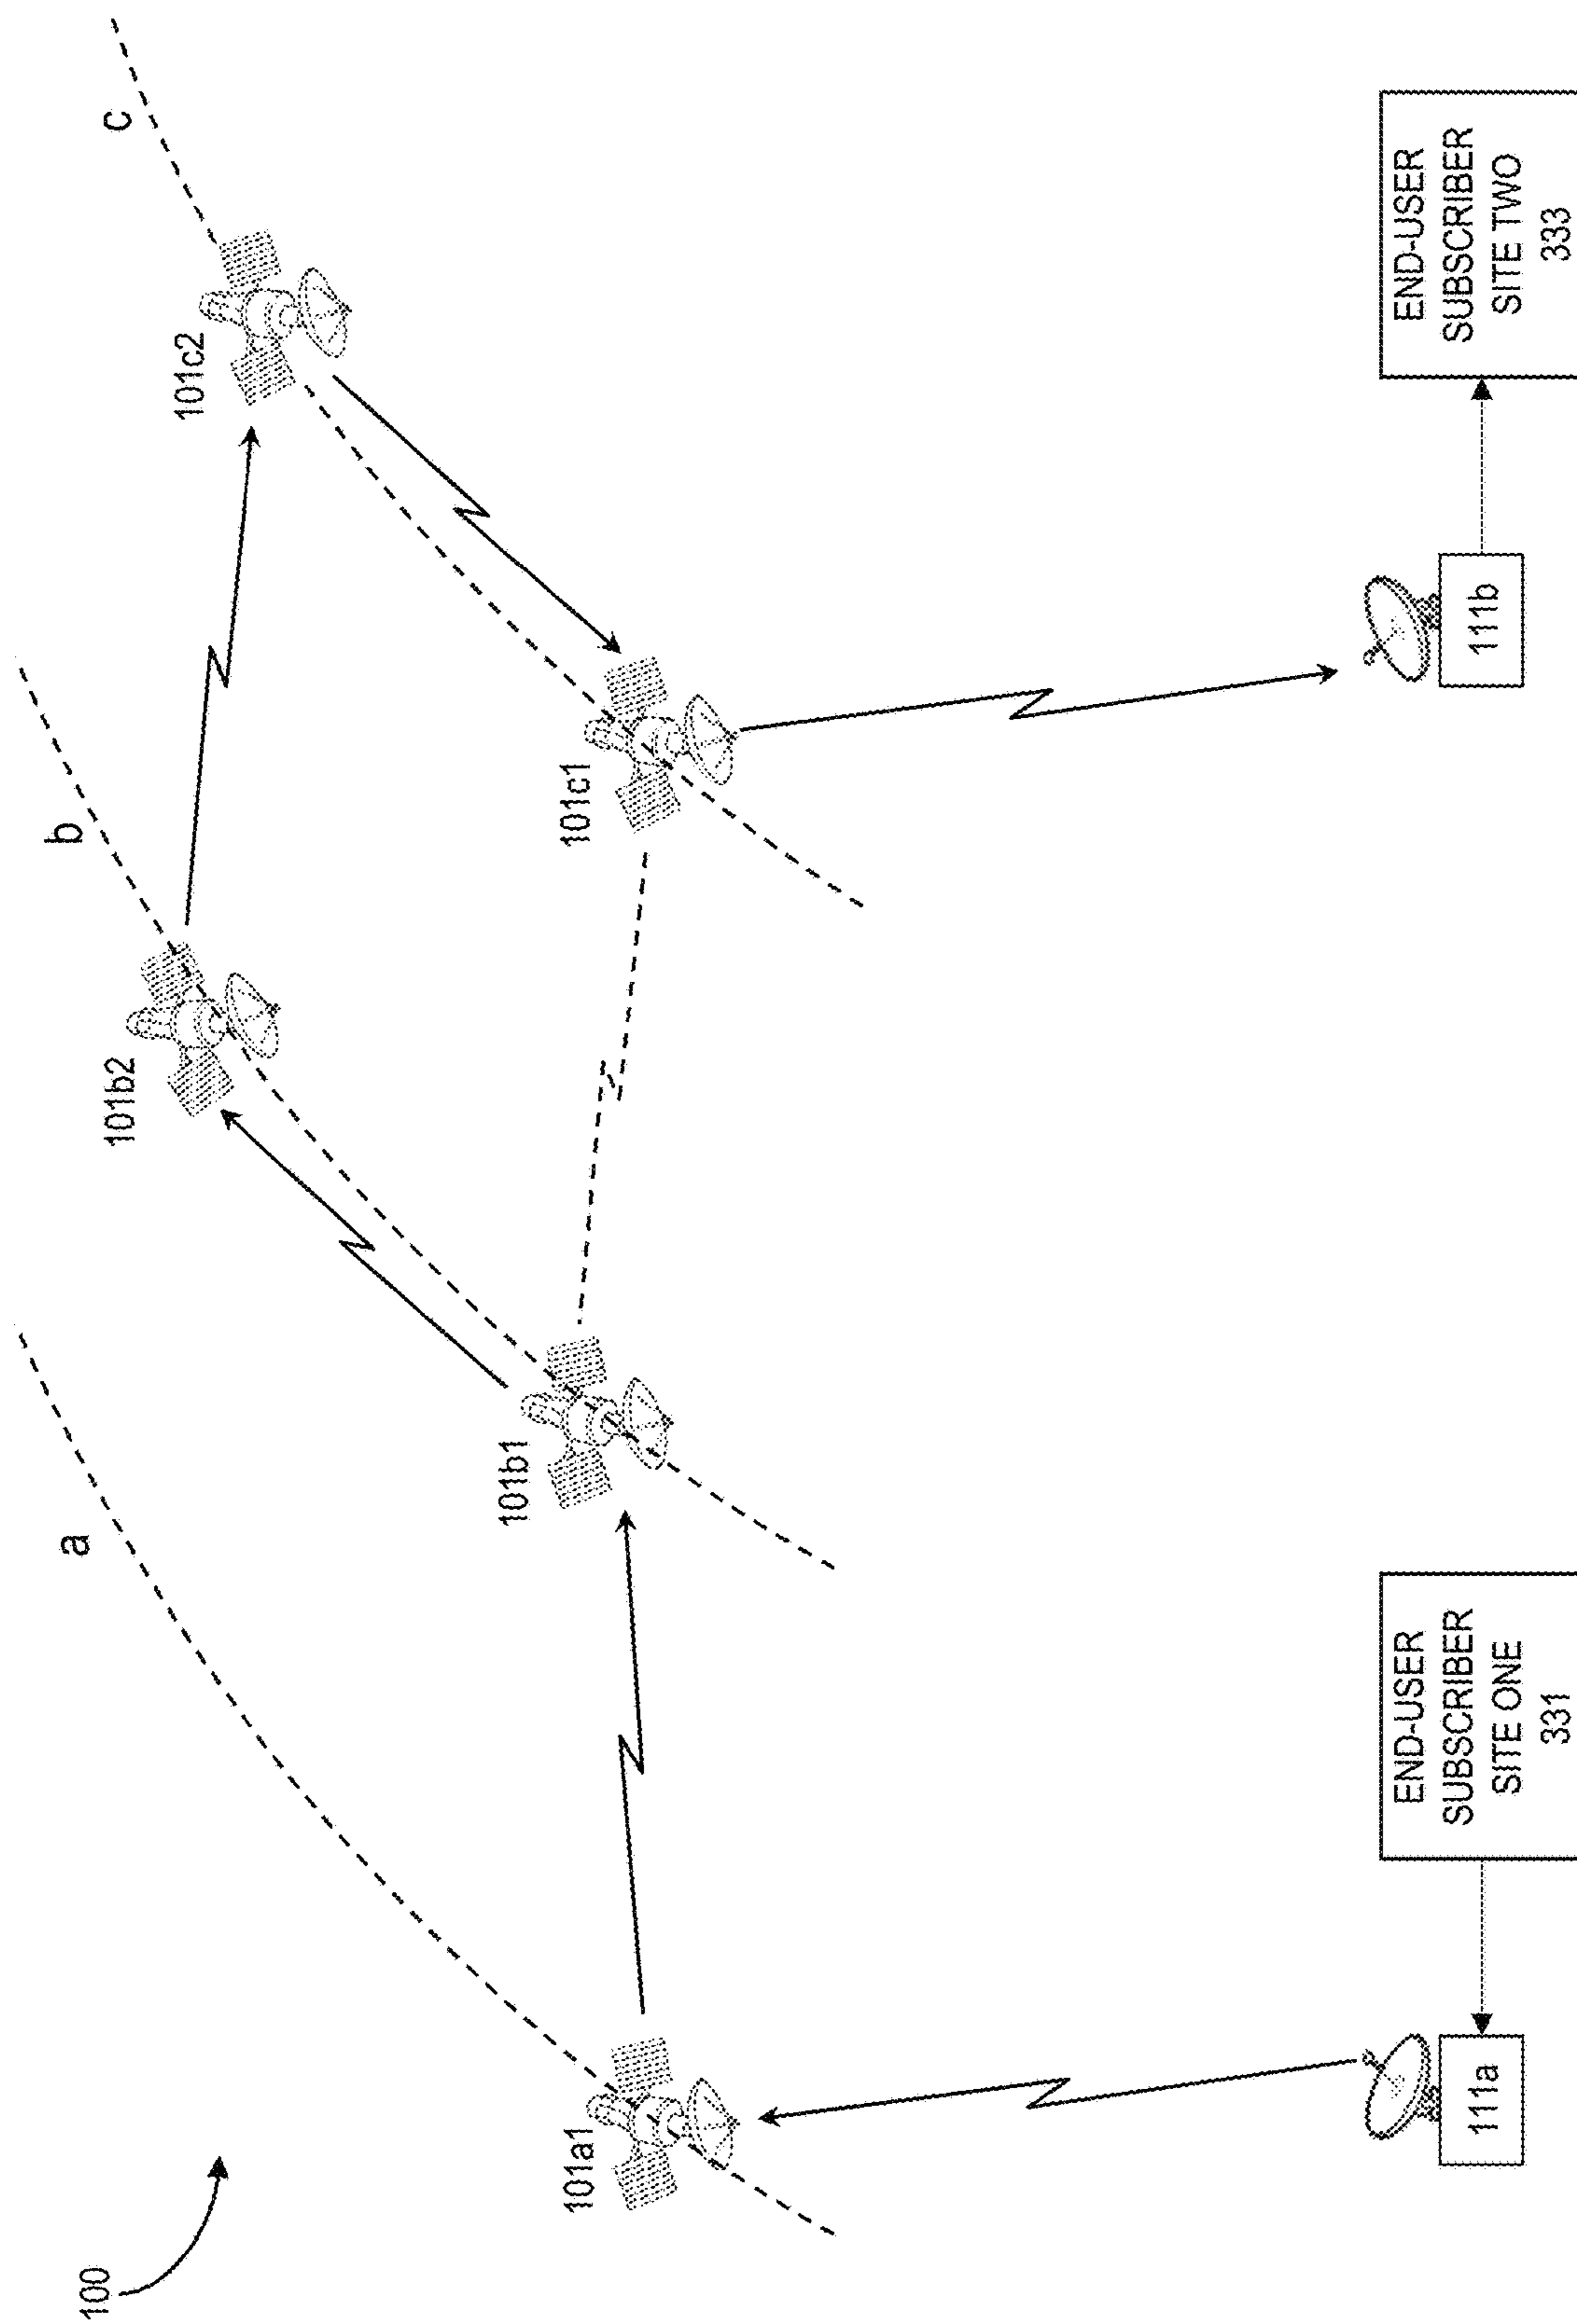 100
a
b
c
101a1
101b1
101b2
101c1
101c2
111a
END-USER
SUBSCRIBER
SITE ONE
331
111b
END-USER
SUBSCRIBER
SITE TWO
333